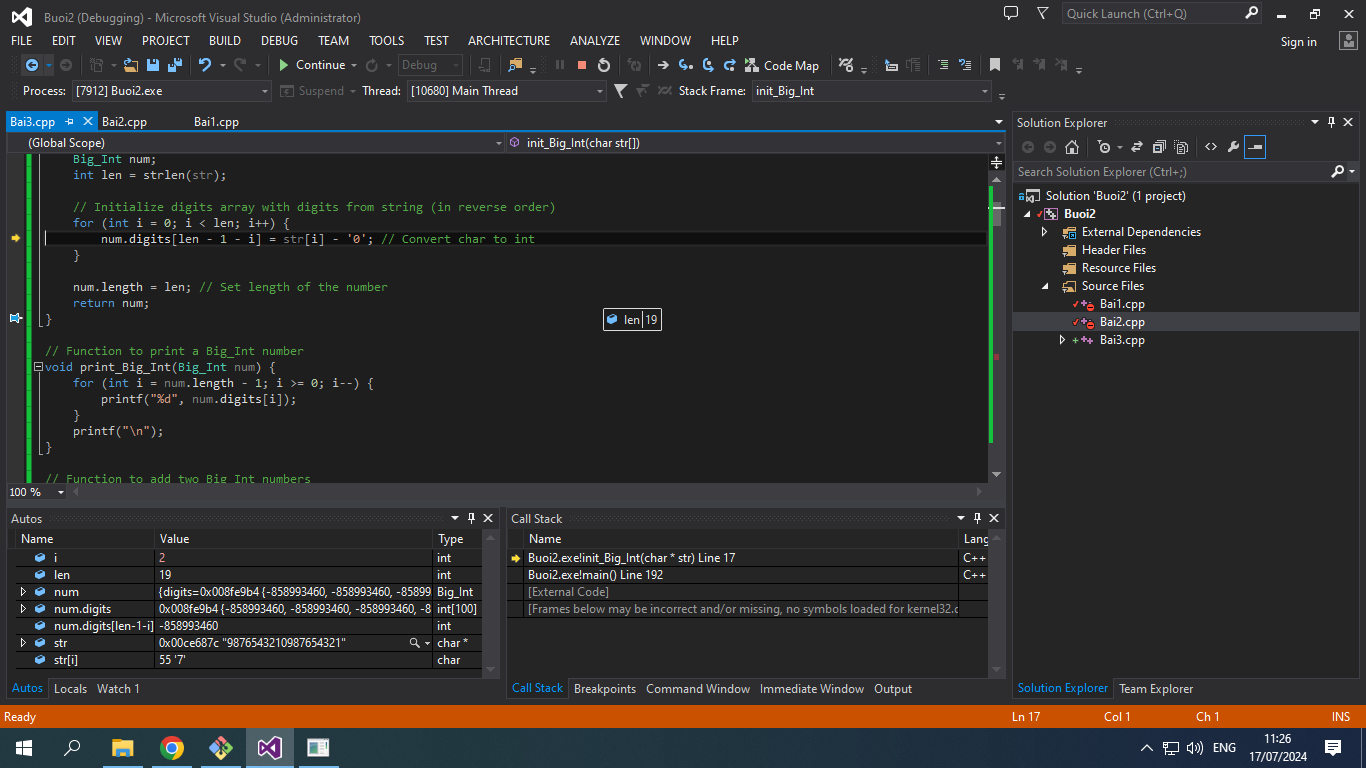 Buoi2 (Debugging) - Microsoft Visual Studio (Administrator)
Quick Launch (Ctrl+Q)
FILE EDIT VIEW PROJECT BUILD DEBUG TEAM TOOLS TEST ARCHITECTURE ANALYZE WINDOW HELP
Sign in
Continue
Debug
Code Map
Process: [7912] Buoi2.exe
Suspend
Thread: [10680] Main Thread
Stack Frame: init_Big_Int
Bai3.cpp Bai2.cpp Bai1.cpp
(Global Scope)
init_Big_Int(char str[])
Big_Int num;
int len = strlen(str);
// Initialize digits array with digits from string (in reverse order)
for (int i = 0; i < len; i++) {
num.digits[len - 1 - i] = str[i] - '0'; // Convert char to int
}
num.length = len; // Set length of the number
return num;
}
len 19
// Function to print a Big_Int number
void print_Big_Int(Big_Int num) {
for (int i = num.length - 1; i >= 0; i--) {
printf("%d", num.digits[i]);
}
printf("\n");
}
// Function to add two Big_Int numbers
100 %
Solution Explorer
Search Solution Explorer (Ctrl+;)
Solution 'Buoi2' (1 project)
Buoi2
External Dependencies
Header Files
Resource Files
Source Files
Bai1.cpp
Bai2.cpp
Bai3.cpp
Autos
Name Value Type
i 2 int
len 19 int
num {digits=0x008fe9b4 {-858993460, -858993460, -85899 Big_Int
num.digits 0x008fe9b4 {-858993460, -858993460, -858993460, -8 int[100]
num.digits[len-1-i] -858993460 int
str 0x00ce687c "9876543210987654321" char *
str[i] 55 '7' char
Autos Locals Watch 1
Call Stack
Name Lang
Buoi2.exe!init_Big_Int(char * str) Line 17 C++
Buoi2.exe!main() Line 192 C++
[External Code]
[Frames below may be incorrect and/or missing, no symbols loaded for kernel32.d
Call Stack Breakpoints Command Window Immediate Window Output
Solution Explorer Team Explorer
Ready
Ln 17 Col 1 Ch 1 INS
ENG
11:26
17/07/2024